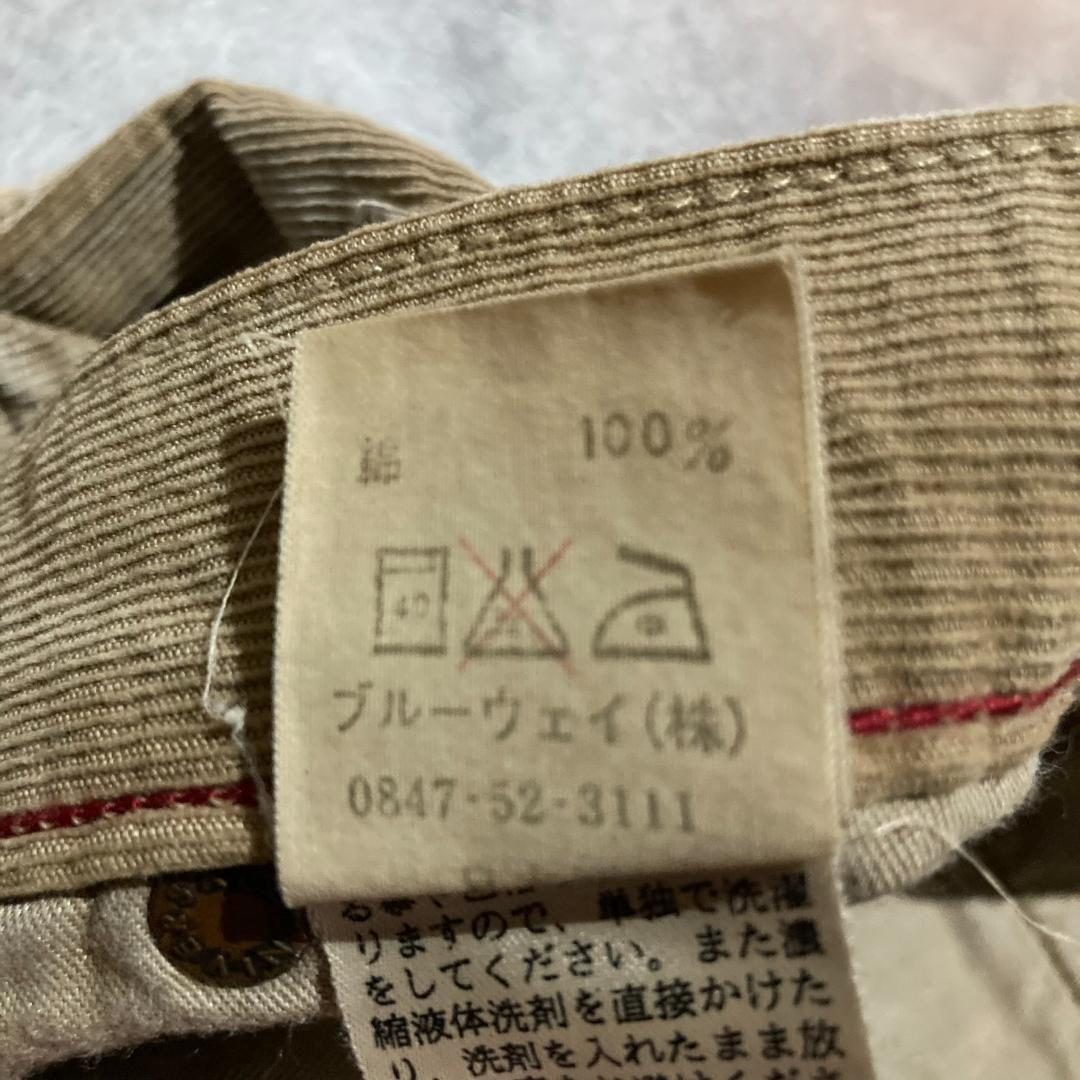 綿 100%
40
ブルーウェイ(株)
0847-52-3111
りますので、単独で洗濯
をしてください。また濃
縮液体洗剤を直接かけた
り、洗剤を入れたまま放